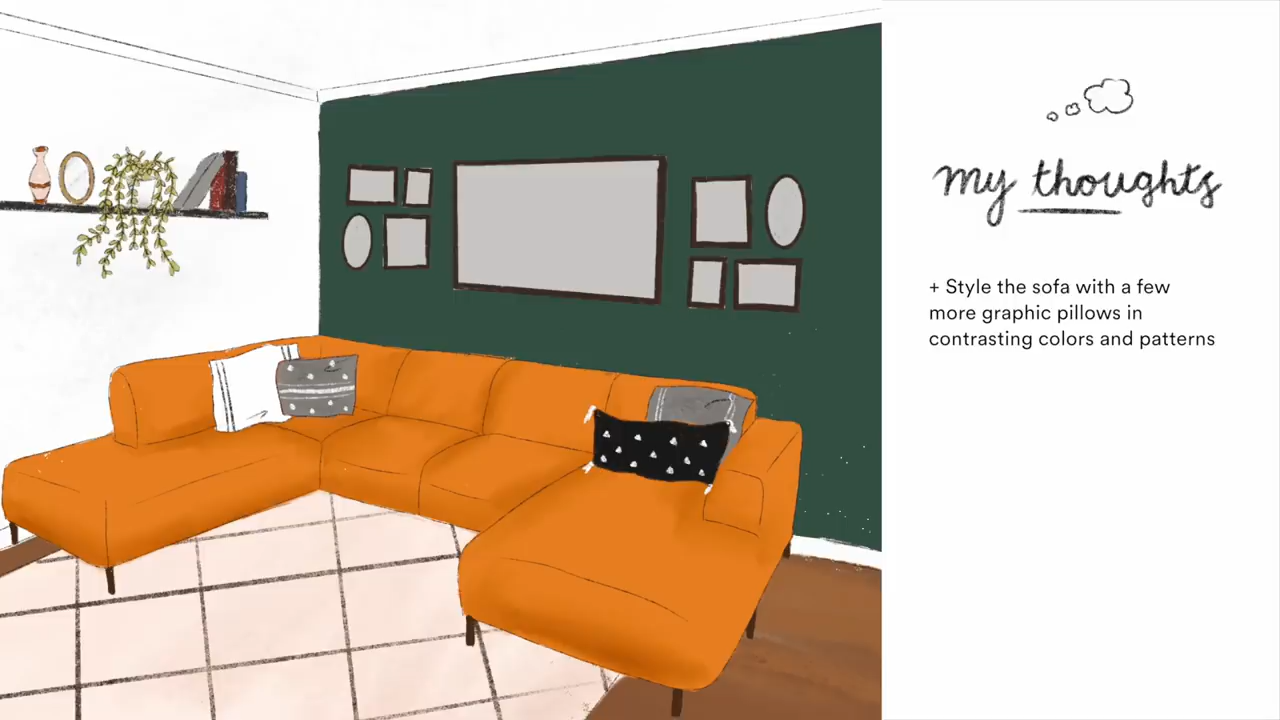 my thoughts
+ Style the sofa with a few
more graphic pillows in
contrasting colors and patterns